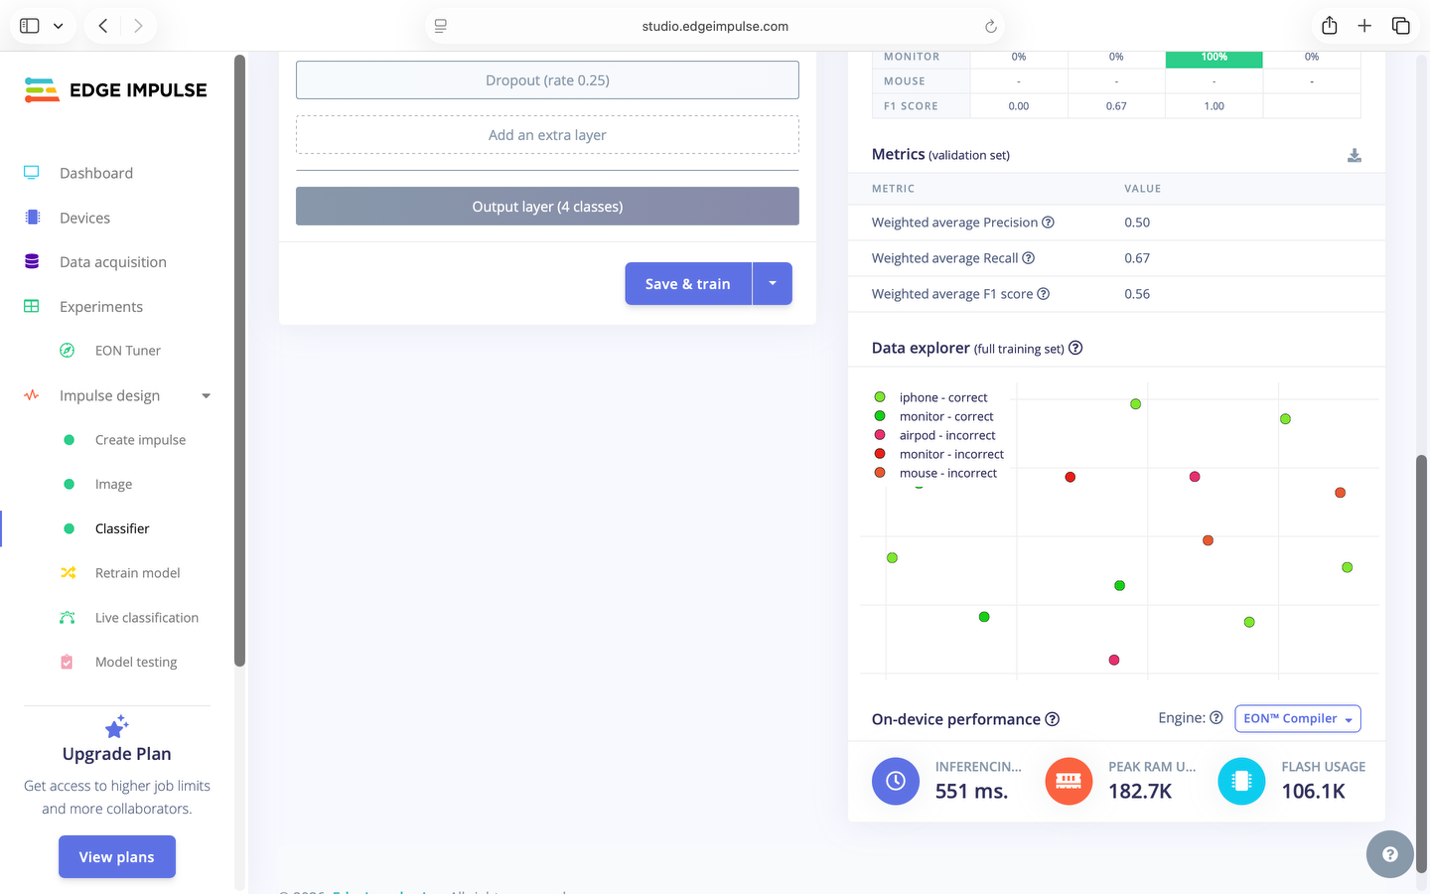 studio.edgeimpulse.com
EDGE IMPULSE
Dashboard
Devices
Data acquisition
Experiments
EON Tuner
Impulse design
Create impulse
Image
Classifier
Retrain model
Live classification
Model testing
Upgrade Plan
Get access to higher job limits
and more collaborators.
View plans
Dropout (rate 0.25)
Add an extra layer
Output layer (4 classes)
Save & train
MONITOR 0% 0% 100% 0%
MOUSE - - - -
F1 SCORE 0.00 0.67 1.00
Metrics (validation set)
METRIC VALUE
Weighted average Precision ? 0.50
Weighted average Recall ? 0.67
Weighted average F1 score ? 0.56
Data explorer (full training set) ?
iphone - correct
monitor - correct
airpod - incorrect
monitor - incorrect
mouse - incorrect
On-device performance ? Engine: ? EON™ Compiler
INFERENCIN... PEAK RAM U... FLASH USAGE
551 ms. 182.7K 106.1K
?